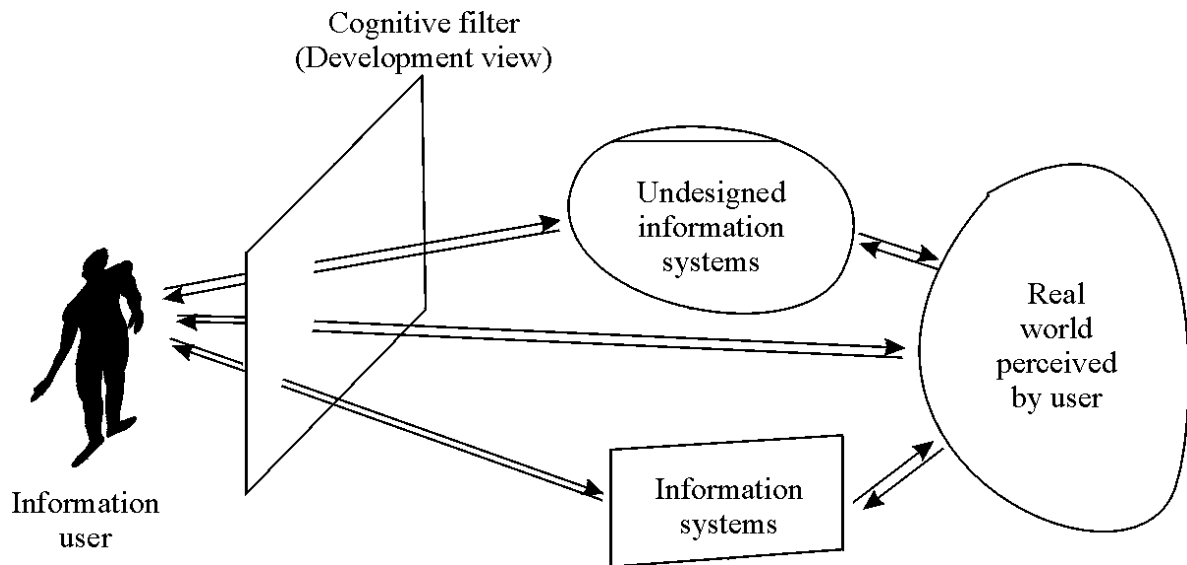 Cognitive filter
(Development view)
Undesigned
information
systems
Real
world
perceived
by user
Information
systems
Information
user